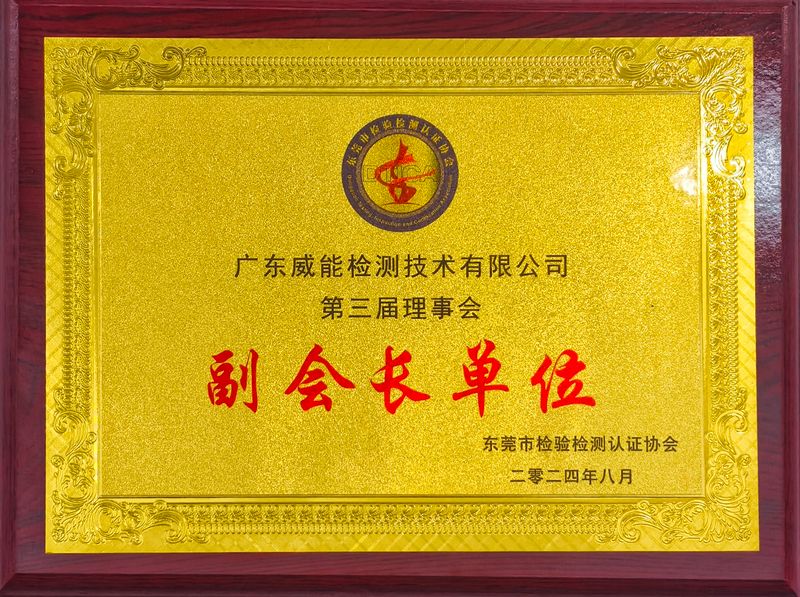 东莞市检验检测认证协会
广东威能检测技术有限公司
第三届理事会
副会长单位
东莞市检验检测认证协会
二零二四年八月